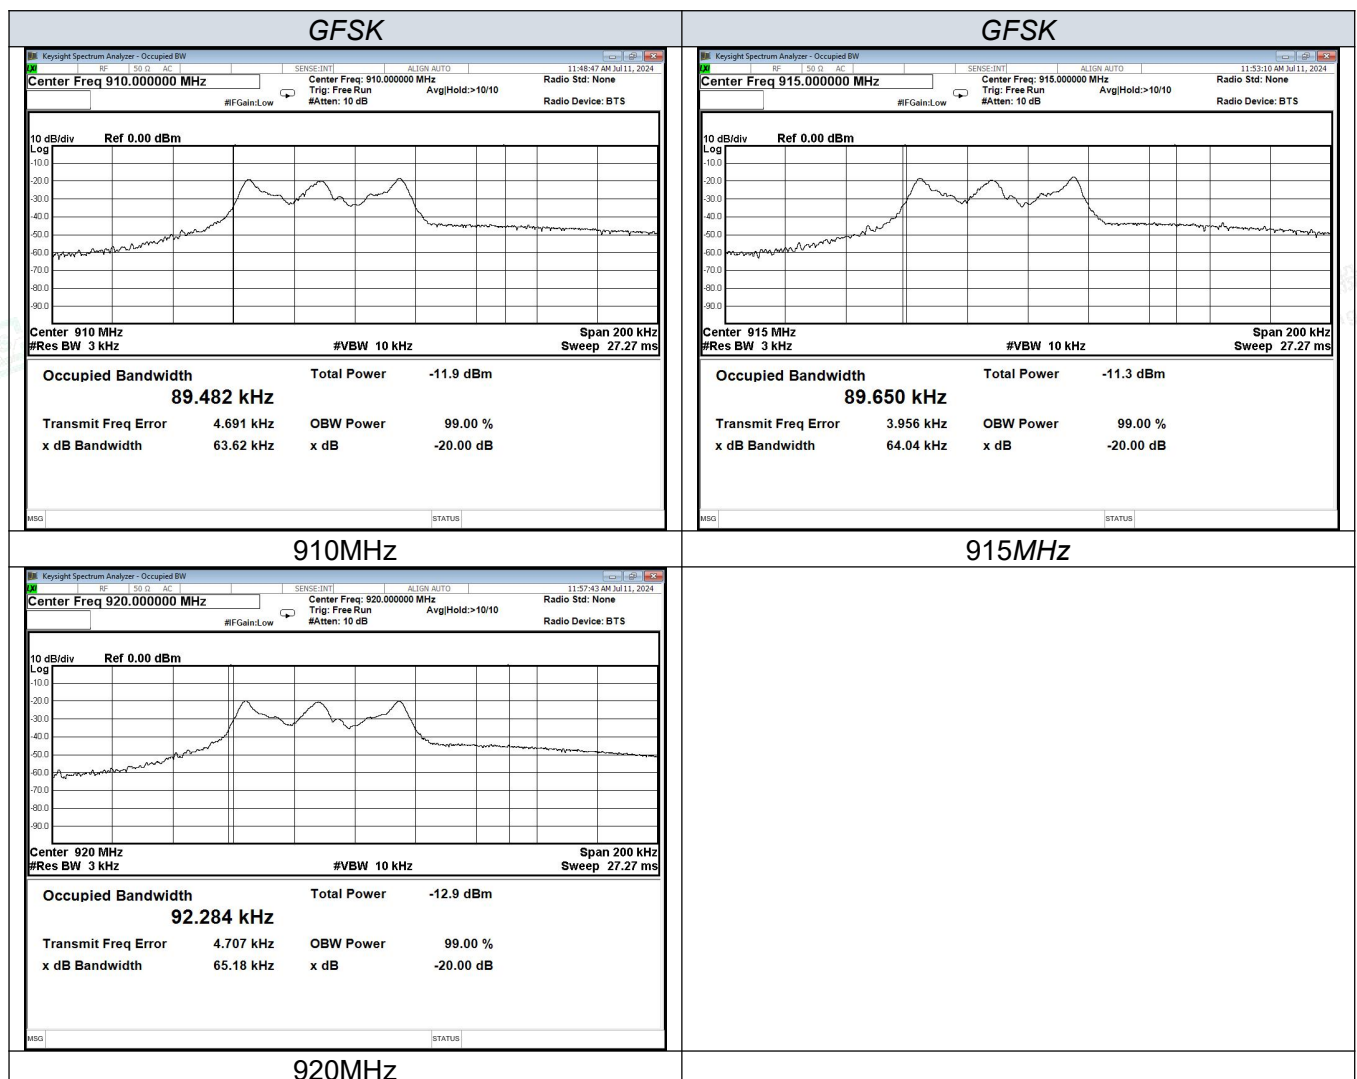 GFSK GFSK
Keysight Spectrum Analyzer - Occupied BW
LXI RF 50 Ω AC SENSE:INT ALIGN AUTO 11:48:47 AM Jul 11, 2024
Center Freq 910.000000 MHz Center Freq: 910.000000 MHz Radio Std: None
Trig: Free Run Avg|Hold:>10/10
#IFGain:Low #Atten: 10 dB Radio Device: BTS
10 dB/div Ref 0.00 dBm
Log
-10.0
-20.0
-30.0
-40.0
-50.0
-60.0
-70.0
-80.0
-90.0
Center 910 MHz Span 200 kHz
#Res BW 3 kHz #VBW 10 kHz Sweep 27.27 ms
Occupied Bandwidth Total Power -11.9 dBm
89.482 kHz
Transmit Freq Error 4.691 kHz OBW Power 99.00 %
x dB Bandwidth 63.62 kHz x dB -20.00 dB
MSG STATUS
Keysight Spectrum Analyzer - Occupied BW
LXI RF 50 Ω AC SENSE:INT ALIGN AUTO 11:53:10 AM Jul 11, 2024
Center Freq 915.000000 MHz Center Freq: 915.000000 MHz Radio Std: None
Trig: Free Run Avg|Hold:>10/10
#IFGain:Low #Atten: 10 dB Radio Device: BTS
10 dB/div Ref 0.00 dBm
Log
-10.0
-20.0
-30.0
-40.0
-50.0
-60.0
-70.0
-80.0
-90.0
Center 915 MHz Span 200 kHz
#Res BW 3 kHz #VBW 10 kHz Sweep 27.27 ms
Occupied Bandwidth Total Power -11.3 dBm
89.650 kHz
Transmit Freq Error 3.956 kHz OBW Power 99.00 %
x dB Bandwidth 64.04 kHz x dB -20.00 dB
MSG STATUS
910MHz 915MHz
Keysight Spectrum Analyzer - Occupied BW
LXI RF 50 Ω AC SENSE:INT ALIGN AUTO 11:57:43 AM Jul 11, 2024
Center Freq 920.000000 MHz Center Freq: 920.000000 MHz Radio Std: None
Trig: Free Run Avg|Hold:>10/10
#IFGain:Low #Atten: 10 dB Radio Device: BTS
10 dB/div Ref 0.00 dBm
Log
-10.0
-20.0
-30.0
-40.0
-50.0
-60.0
-70.0
-80.0
-90.0
Center 920 MHz Span 200 kHz
#Res BW 3 kHz #VBW 10 kHz Sweep 27.27 ms
Occupied Bandwidth Total Power -12.9 dBm
92.284 kHz
Transmit Freq Error 4.707 kHz OBW Power 99.00 %
x dB Bandwidth 65.18 kHz x dB -20.00 dB
MSG STATUS
920MHz